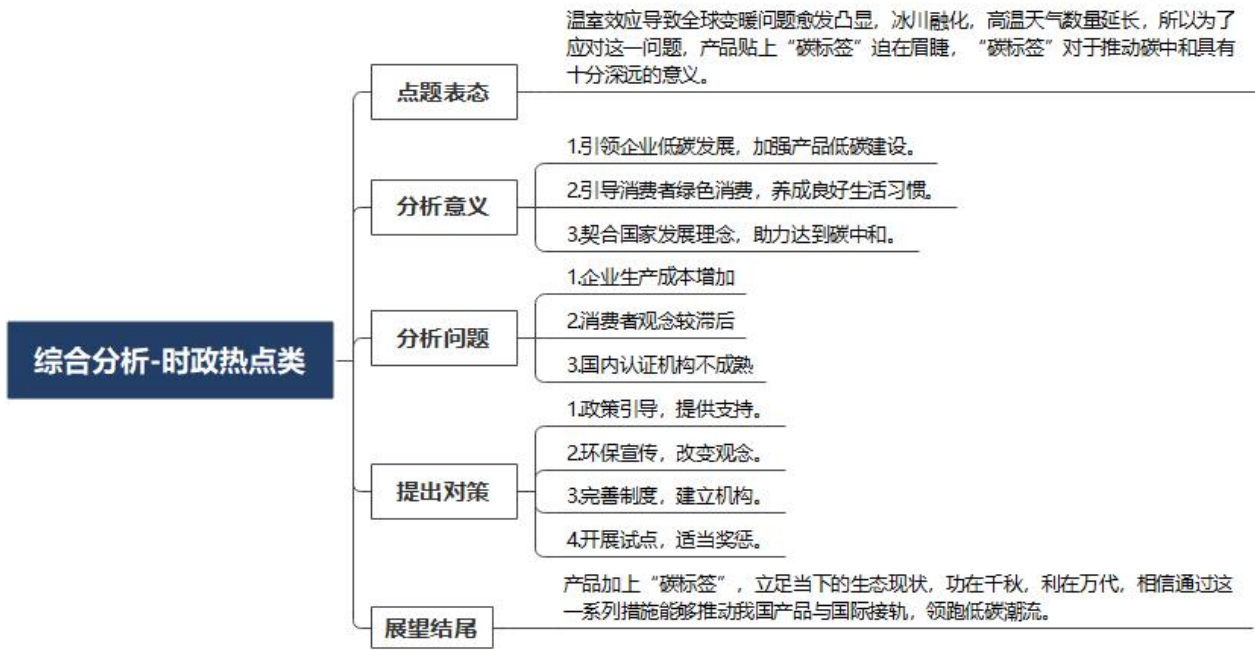 综合分析-时政热点类
点题表态
温室效应导致全球变暖问题愈发凸显，冰川融化，高温天气数量延长，所以为了
应对这一问题，产品贴上“碳标签”迫在眉睫，“碳标签”对于推动碳中和具有
十分深远的意义。
分析意义
1.引领企业低碳发展，加强产品低碳建设。
2.引导消费者绿色消费，养成良好生活习惯。
3.契合国家发展理念，助力达到碳中和。
分析问题
1.企业生产成本增加
2.消费者观念较滞后
3.国内认证机构不成熟
提出对策
1.政策引导，提供支持。
2.环保宣传，改变观念。
3.完善制度，建立机构。
4.开展试点，适当奖惩。
展望结尾
产品加上“碳标签”，立足当下的生态现状，功在千秋，利在万代，相信通过这
一系列措施能够推动我国产品与国际接轨，领跑低碳潮流。